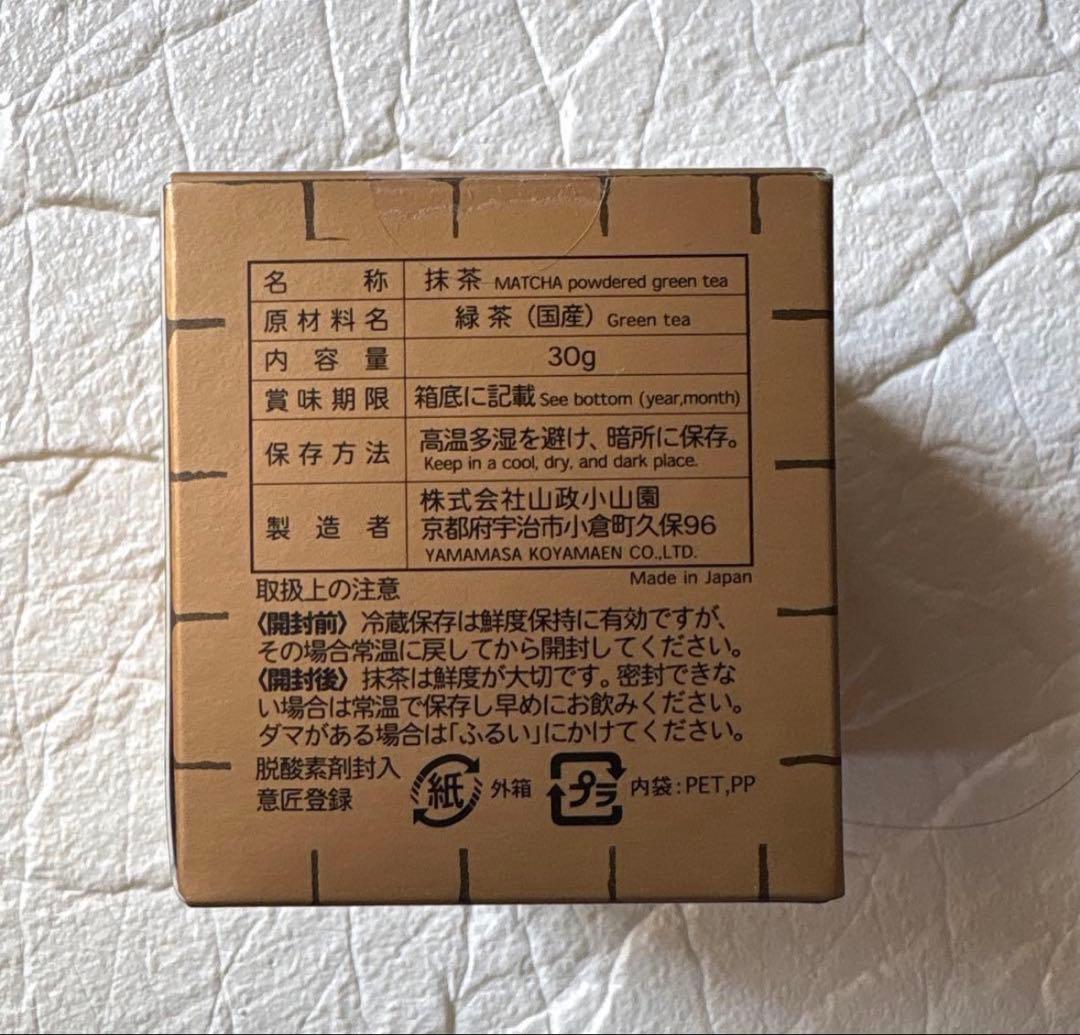 名称 抹茶 MATCHA powdered green tea
原材料名 緑茶(国産) Green tea
内容量 30g
賞味期限 箱底に記載 See bottom (year,month)
保存方法 高温多湿を避け、暗所に保存。
Keep in a cool, dry, and dark place.
製造者 株式会社山政小山園
京都府宇治市小倉町久保96
YAMAMASA KOYAMAEN CO.,LTD.
Made in Japan
取扱上の注意
〈開封前〉冷蔵保存は鮮度保持に有効ですが、
その場合常温に戻してから開封してください。
〈開封後〉抹茶は鮮度が大切です。密封できな
い場合は常温で保存し早めにお飲みください。
ダマがある場合は「ふるい」にかけてください。
脱酸素剤封入
意匠登録
紙 外箱 プラ 内袋:PET,PP